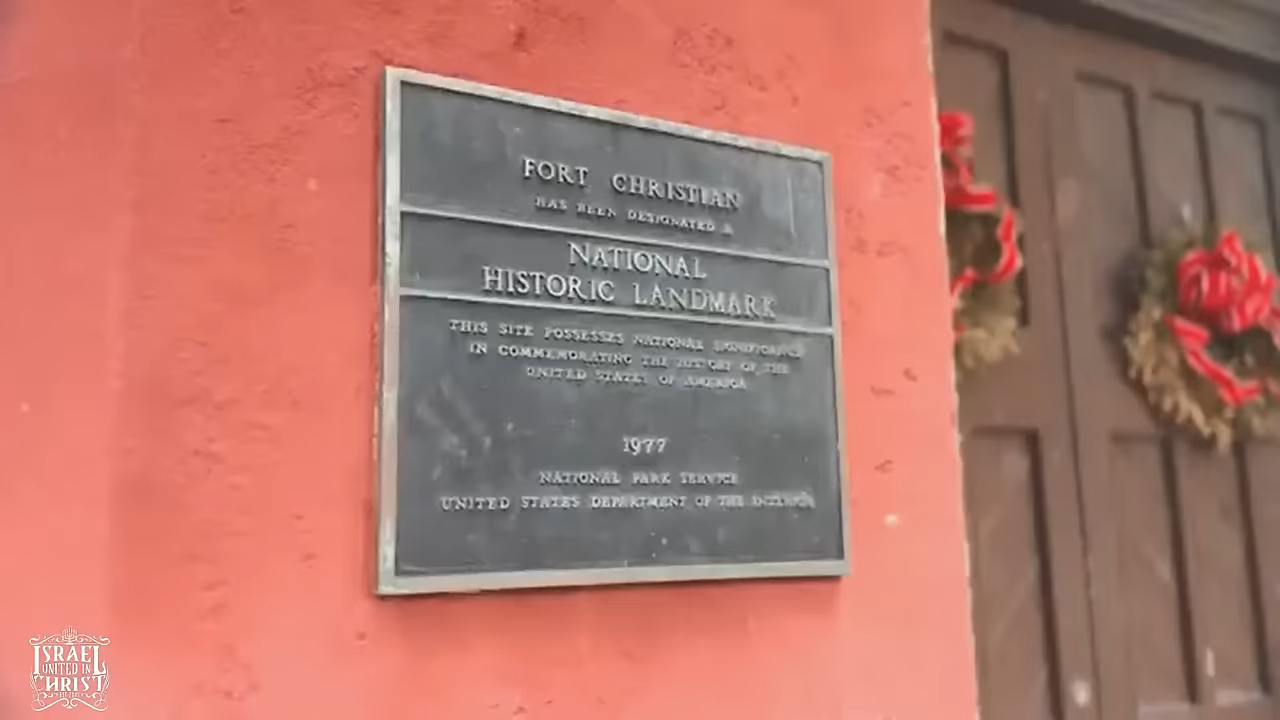 FORT CHRISTIAN
HAS BEEN DESIGNATED A
NATIONAL
HISTORIC LANDMARK
THIS SITE POSSESSES NATIONAL SIGNIFICANCE
IN COMMEMORATING THE HISTORY OF THE
UNITED STATES OF AMERICA
1977
NATIONAL PARK SERVICE
UNITED STATES DEPARTMENT OF THE INTERIOR
ISRAEL
UNITED IN
CHRIST